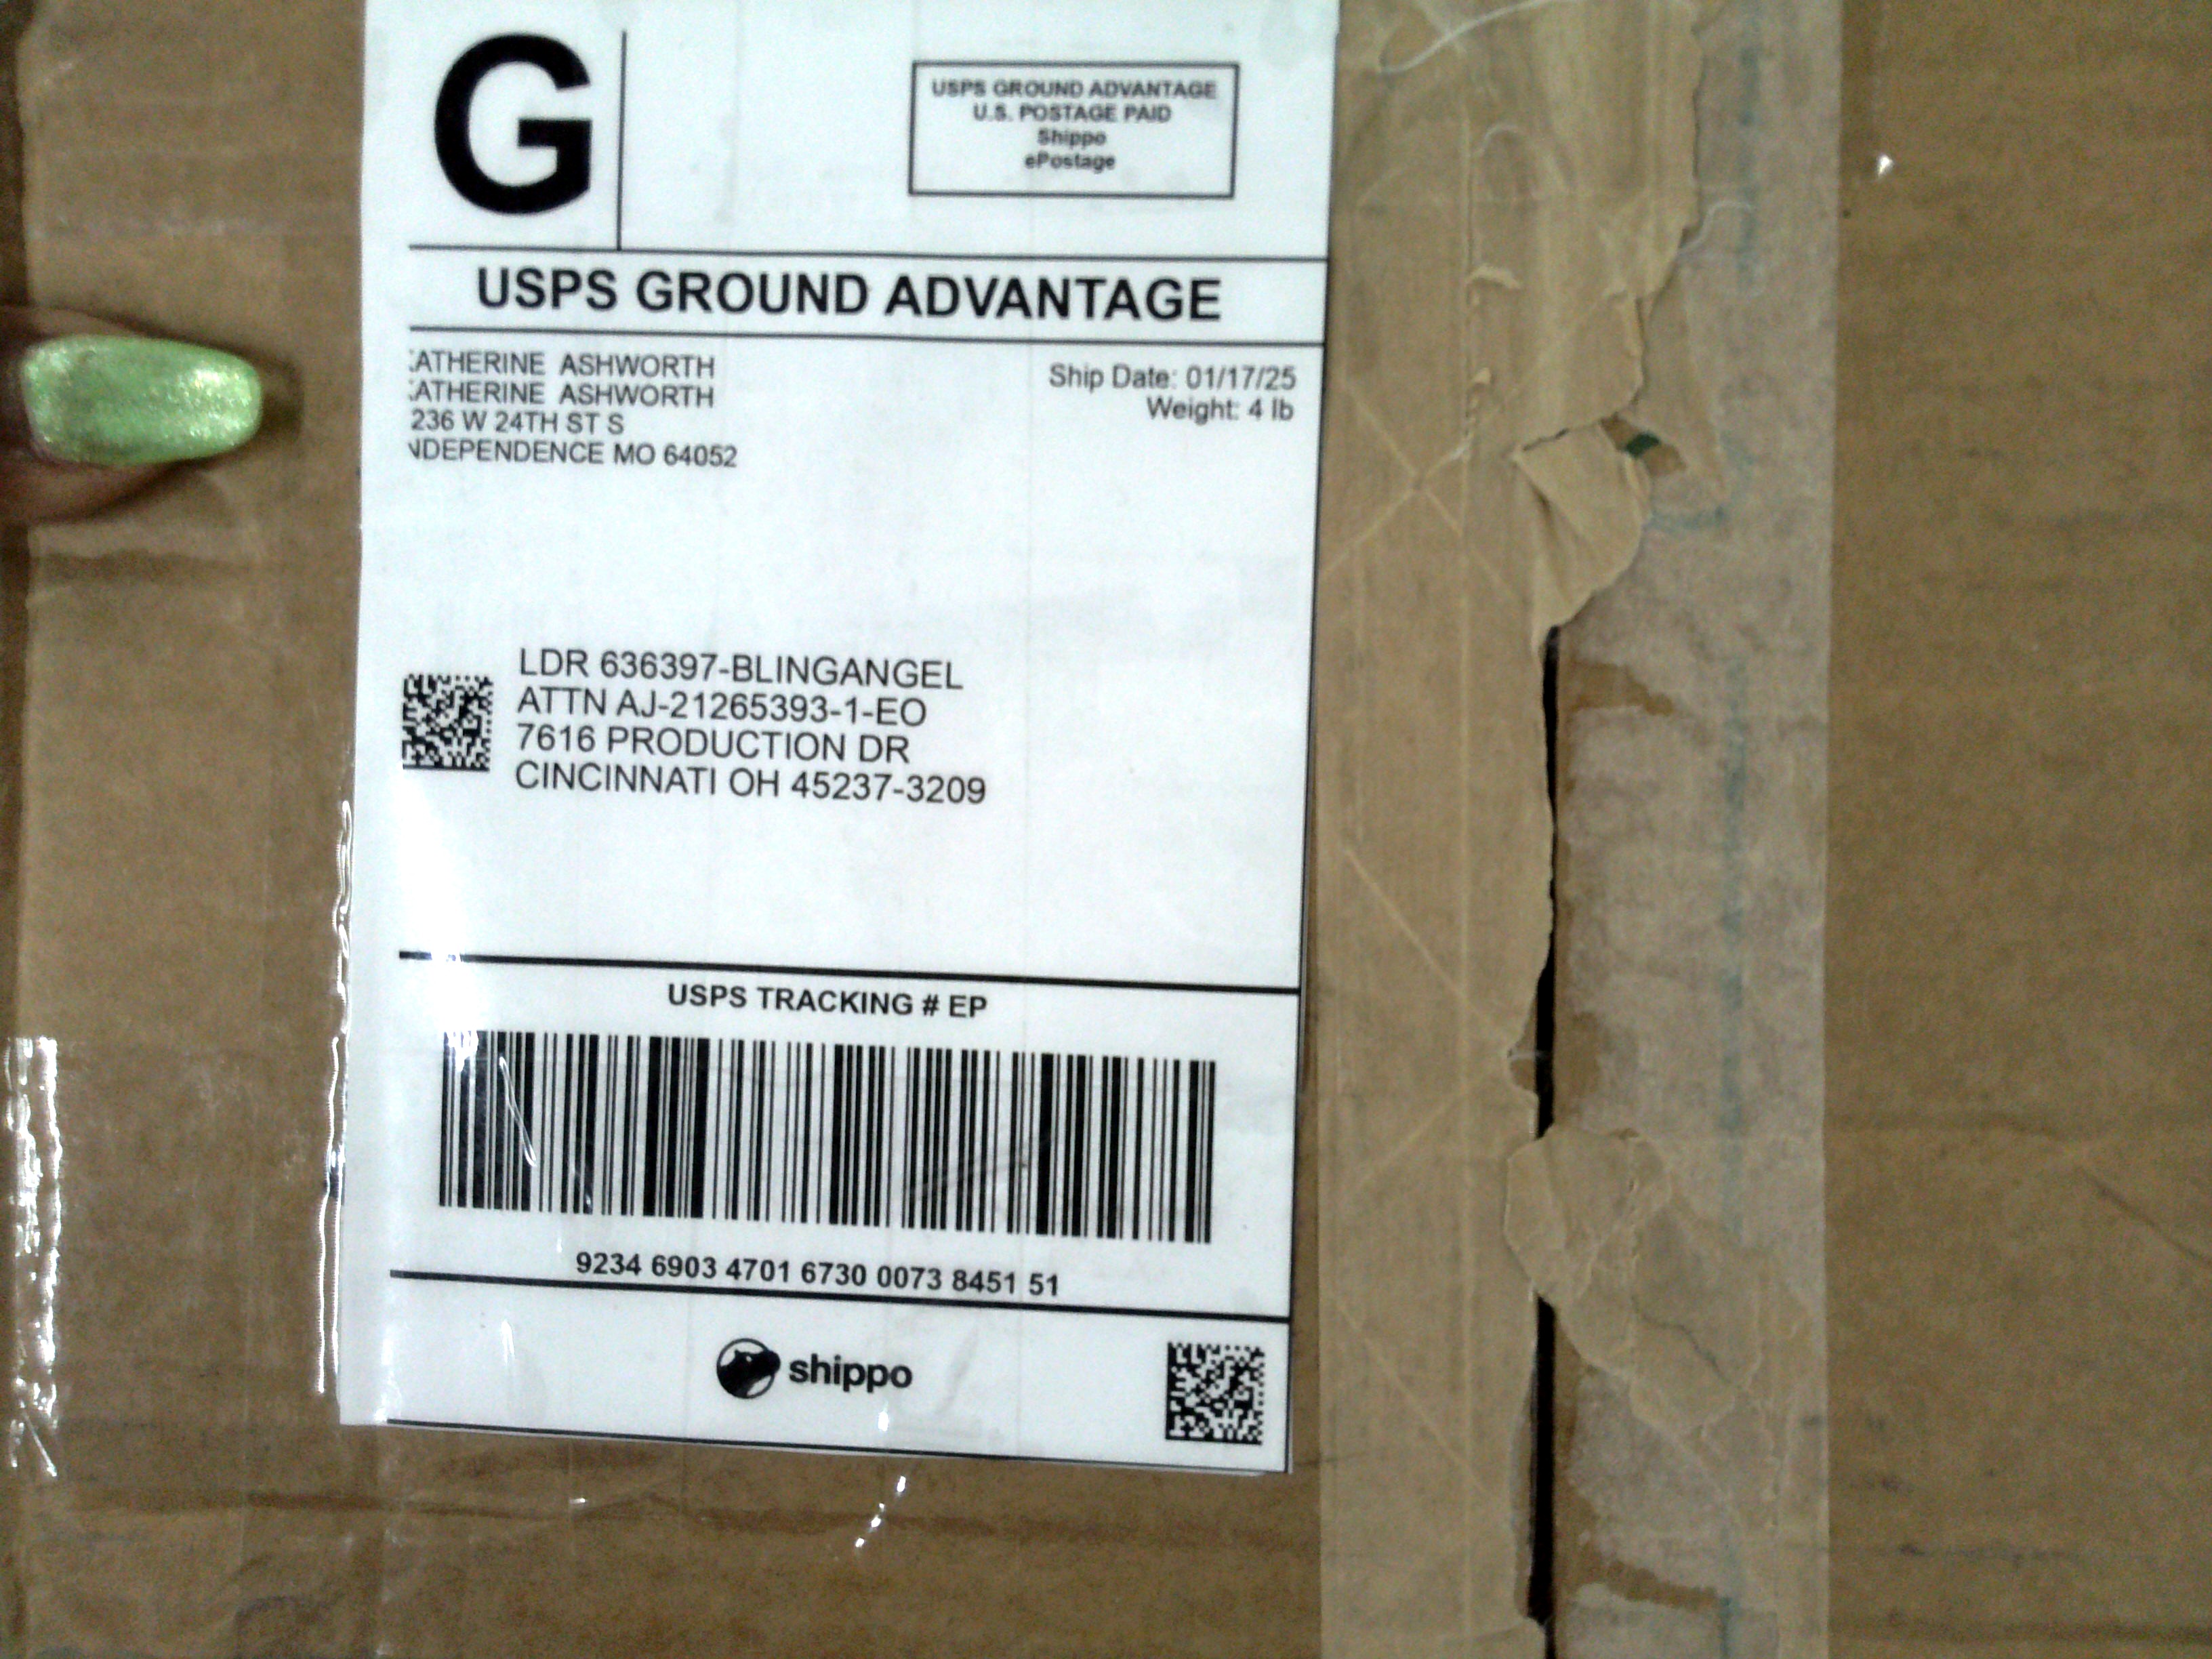 G
USPS GROUND ADVANTAGE
U.S. POSTAGE PAID
Shippo
ePostage
USPS GROUND ADVANTAGE
ATHERINE ASHWORTH
ATHERINE ASHWORTH
236 W 24TH ST S
NDEPENDENCE MO 64052
Ship Date: 01/17/25
Weight: 4 lb
LDR 636397-BLINGANGEL
ATTN AJ-21265393-1-EO
7616 PRODUCTION DR
CINCINNATI OH 45237-3209
USPS TRACKING # EP
9234 6903 4701 6730 0073 8451 51
shippo